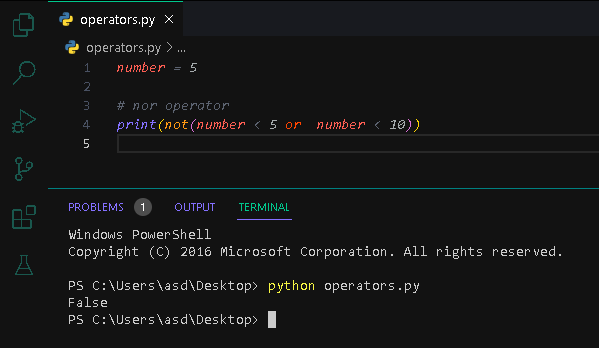 operators.py ×
operators.py > ...
1 number = 5
2
3 # nor operator
4 print(not(number < 5 or  number < 10))
5
PROBLEMS 1 OUTPUT TERMINAL
Windows PowerShell
Copyright (C) 2016 Microsoft Corporation. All rights reserved.
PS C:\Users\asd\Desktop> python operators.py
False
PS C:\Users\asd\Desktop>